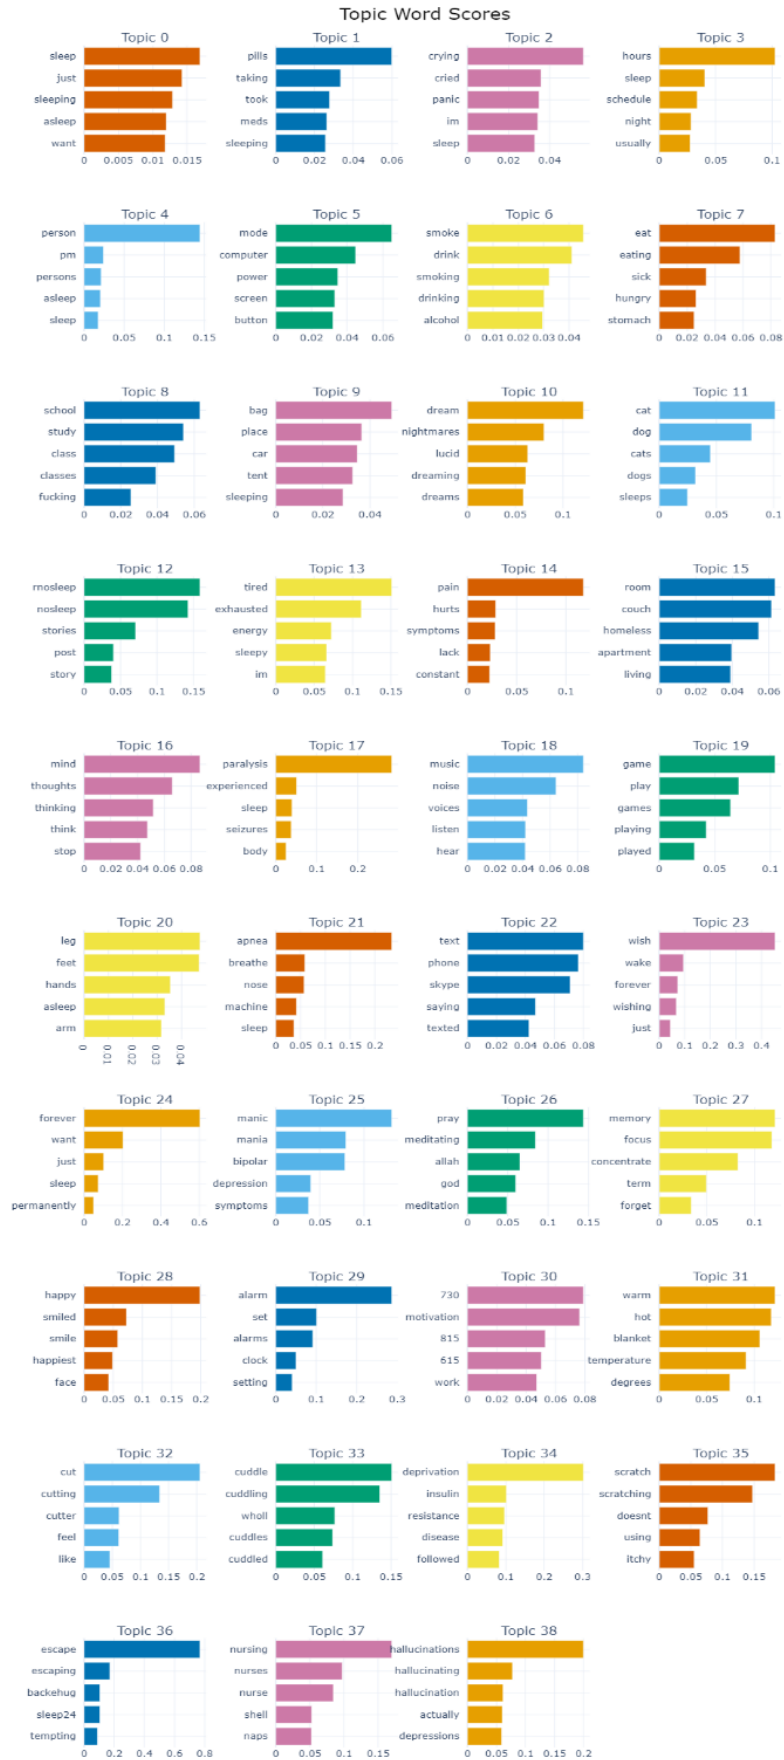 Topic Word Scores
Topic 0
sleep
just
sleeping
asleep
want
0 0.005 0.01 0.015
Topic 1
pills
taking
took
meds
sleeping
0 0.02 0.04 0.06
Topic 2
crying
cried
panic
im
sleep
0 0.02 0.04
Topic 3
hours
sleep
schedule
night
usually
0 0.05 0.1
Topic 4
person
pm
persons
asleep
sleep
0 0.05 0.1 0.15
Topic 5
mode
computer
power
screen
button
0 0.02 0.04 0.06
Topic 6
smoke
drink
smoking
drinking
alcohol
0 0.01 0.02 0.03 0.04
Topic 7
eat
eating
sick
hungry
stomach
0 0.02 0.04 0.06 0.08
Topic 8
school
study
class
classes
fucking
0 0.02 0.04 0.06
Topic 9
bag
place
car
tent
sleeping
0 0.02 0.04
Topic 10
dream
nightmares
lucid
dreaming
dreams
0 0.05 0.1
Topic 11
cat
dog
cats
dogs
sleeps
0 0.05 0.1
Topic 12
rnosleep
nosleep
stories
post
story
0 0.05 0.1 0.15
Topic 13
tired
exhausted
energy
sleepy
im
0 0.05 0.1 0.15
Topic 14
pain
hurts
symptoms
lack
constant
0 0.05 0.1
Topic 15
room
couch
homeless
apartment
living
0 0.02 0.04 0.06
Topic 16
mind
thoughts
thinking
think
stop
0 0.02 0.04 0.06 0.08
Topic 17
paralysis
experienced
sleep
seizures
body
0 0.1 0.2
Topic 18
music
noise
voices
listen
hear
0 0.02 0.04 0.06 0.08
Topic 19
game
play
games
playing
played
0 0.05 0.1
Topic 20
leg
feet
hands
asleep
arm
0 0.01 0.02 0.03 0.04
Topic 21
apnea
breathe
nose
machine
sleep
0 0.05 0.1 0.15 0.2
Topic 22
text
phone
skype
saying
texted
0 0.02 0.04 0.06 0.08
Topic 23
wish
wake
forever
wishing
just
0 0.1 0.2 0.3 0.4
Topic 24
forever
want
just
sleep
permanently
0 0.2 0.4 0.6
Topic 25
manic
mania
bipolar
depression
symptoms
0 0.05 0.1
Topic 26
pray
meditating
allah
god
meditation
0 0.05 0.1 0.15
Topic 27
memory
focus
concentrate
term
forget
0 0.05 0.1
Topic 28
happy
smiled
smile
happiest
face
0 0.05 0.1 0.15 0.2
Topic 29
alarm
set
alarms
clock
setting
0 0.1 0.2 0.3
Topic 30
730
motivation
815
615
work
0 0.02 0.04 0.06 0.08
Topic 31
warm
hot
blanket
temperature
degrees
0 0.05 0.1
Topic 32
cut
cutting
cutter
feel
like
0 0.05 0.1 0.15 0.2
Topic 33
cuddle
cuddling
wholl
cuddles
cuddled
0 0.05 0.1 0.15
Topic 34
deprivation
insulin
resistance
disease
followed
0 0.1 0.2 0.3
Topic 35
scratch
scratching
doesnt
using
itchy
0 0.05 0.1 0.15
Topic 36
escape
escaping
backehug
sleep24
tempting
0 0.2 0.4 0.6 0.8
Topic 37
nursing
nurses
nurse
shell
naps
0 0.05 0.1 0.15
Topic 38
hallucinations
hallucinating
hallucination
actually
depressions
0 0.05 0.1 0.15 0.2